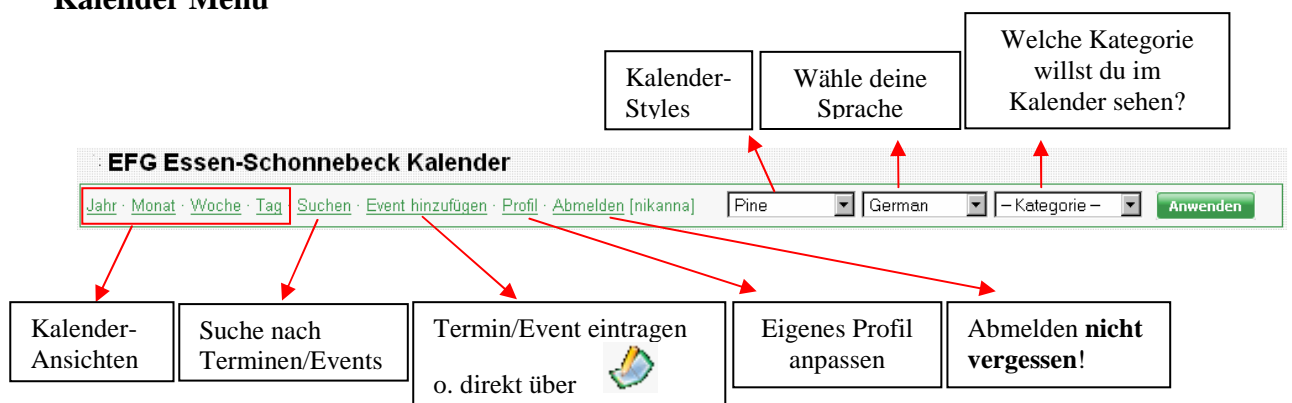 Kalender Menü
Welche Kategorie
willst du im
Kalender sehen?
Kalender-
Styles
Wähle deine
Sprache
EFG Essen-Schonnebeck Kalender
Jahr · Monat · Woche · Tag · Suchen · Event hinzufügen · Profil · Abmelden [nikanna]
Pine
German
– Kategorie –
Anwenden
Kalender-
Ansichten
Suche nach
Terminen/Events
Termin/Event eintragen
o. direkt über
Eigenes Profil
anpassen
Abmelden nicht
vergessen!